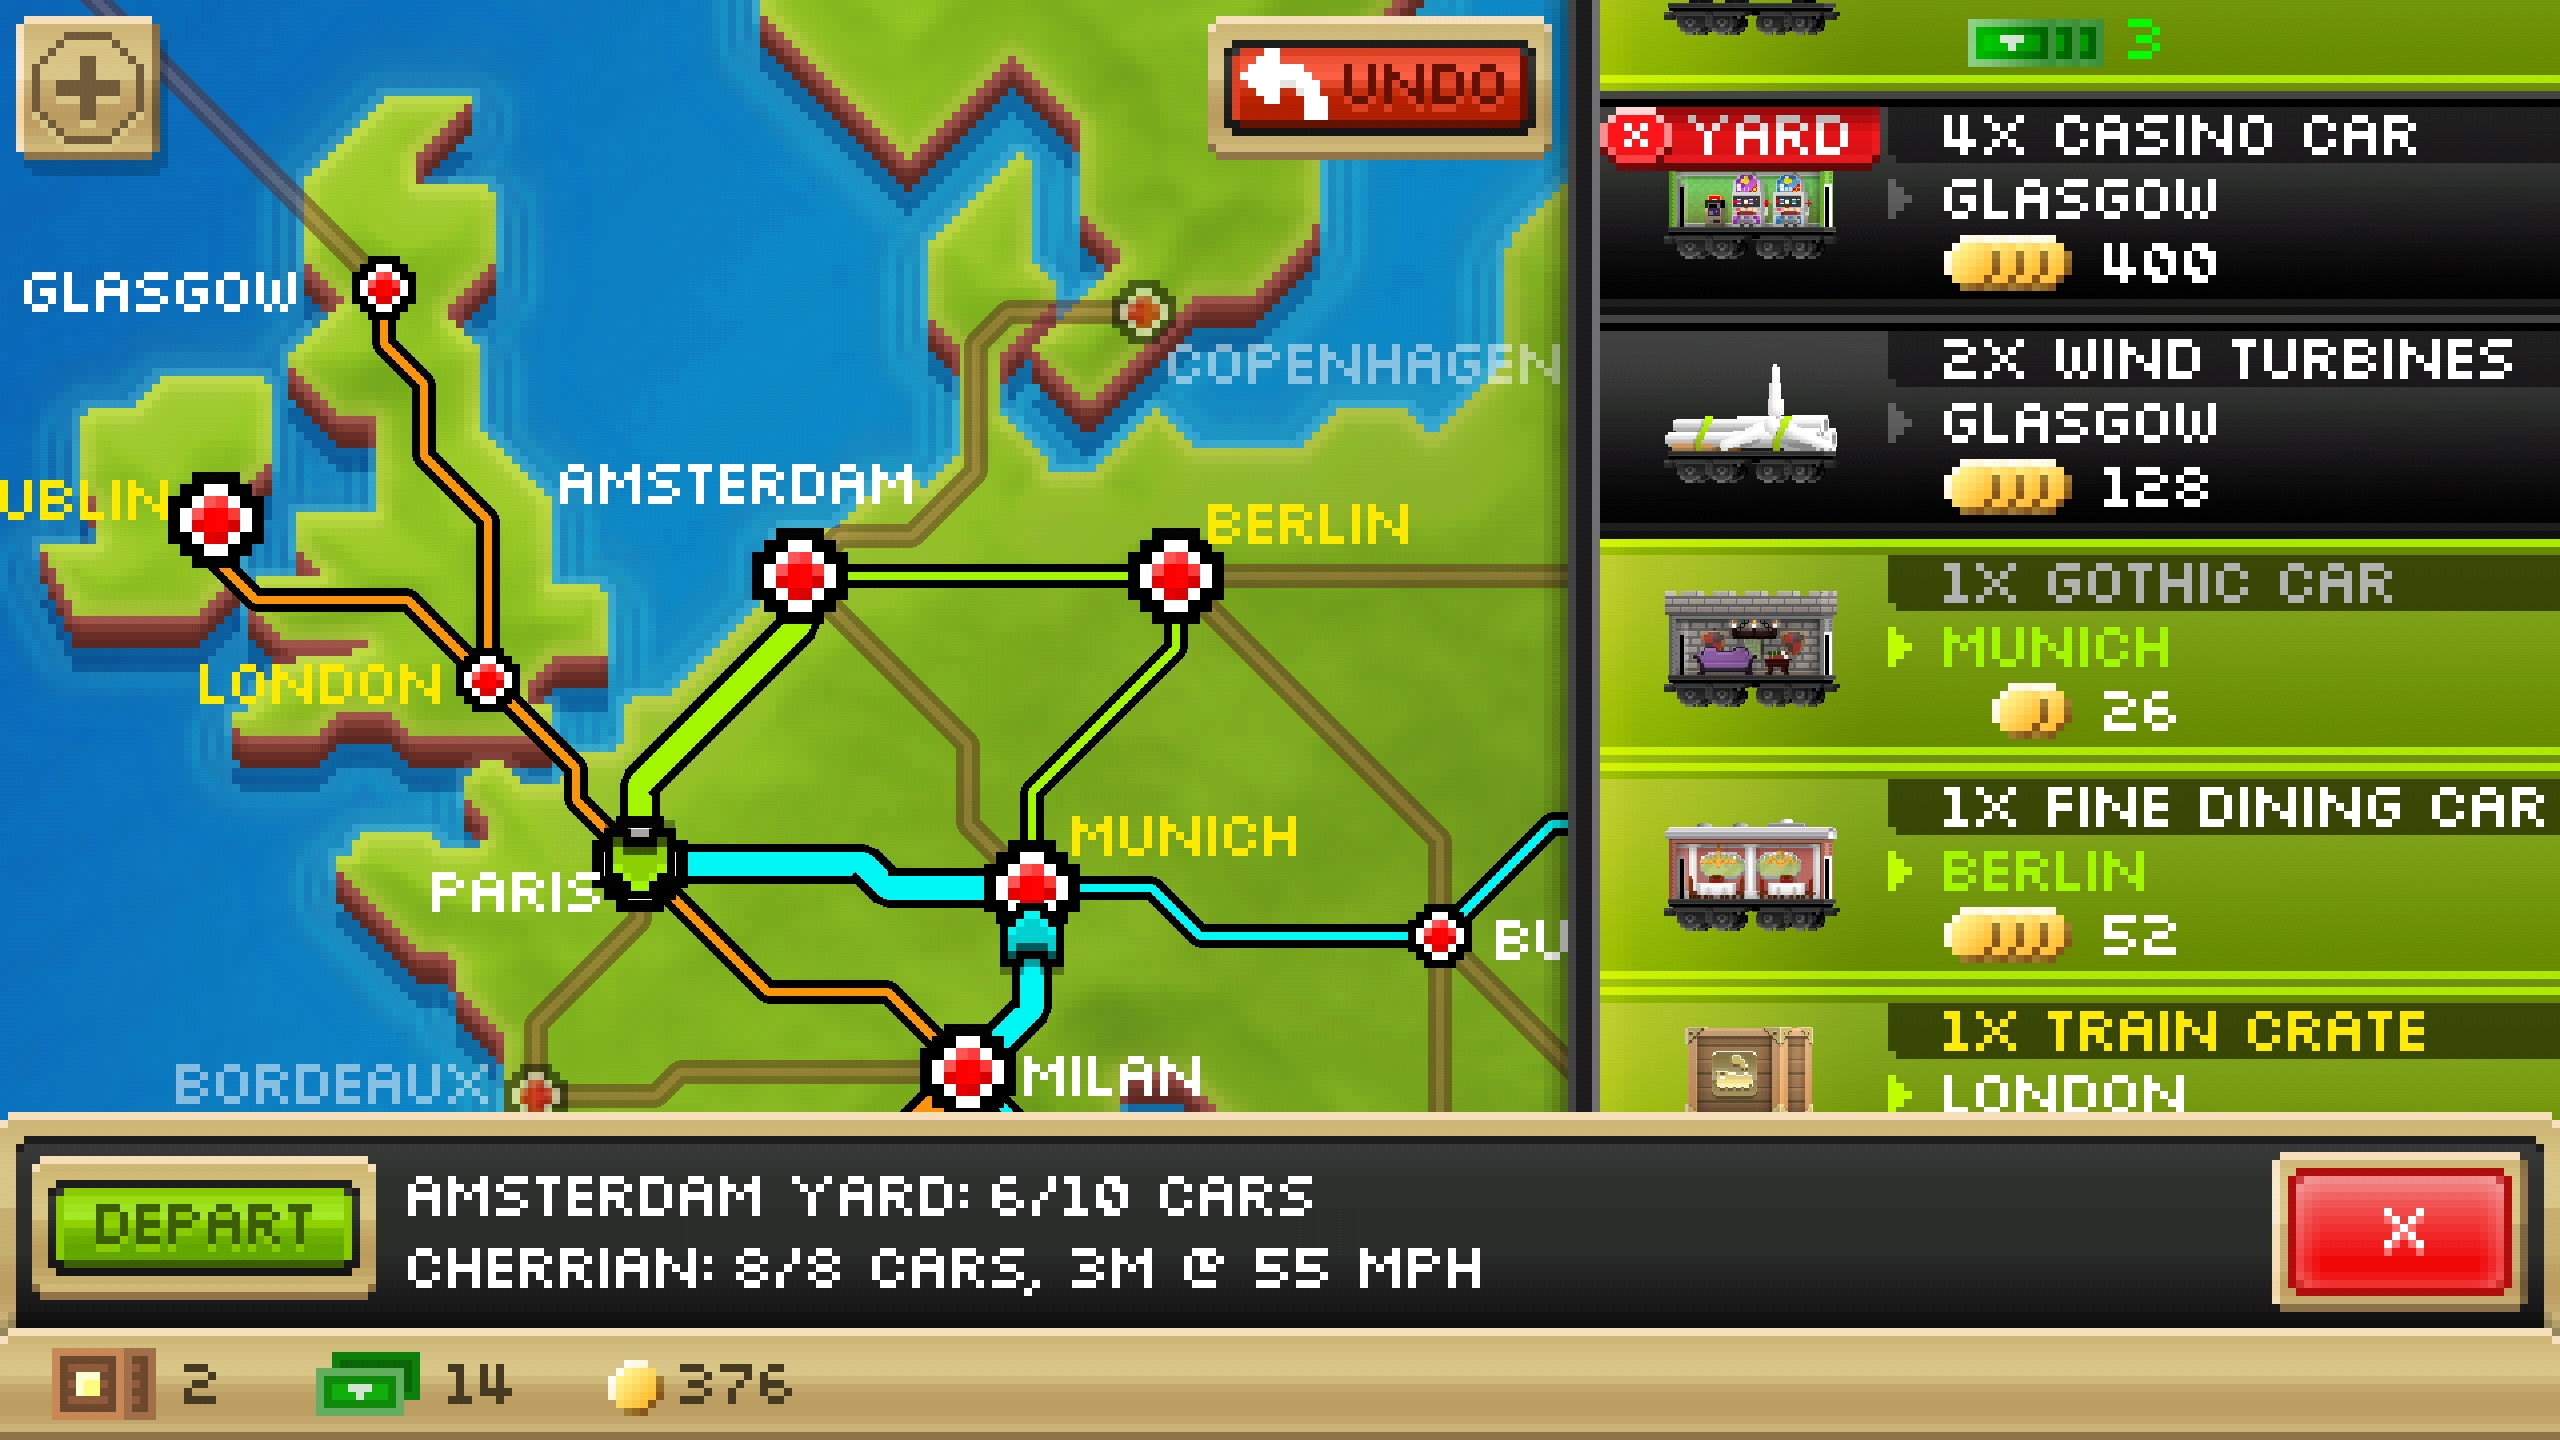 UNDO
3
YARD
4X CASINO CAR
GLASGOW
400
2X WIND TURBINES
GLASGOW
128
1X GOTHIC CAR
MUNICH
26
1X FINE DINING CAR
BERLIN
52
1X TRAIN CRATE
LONDON
GLASGOW
COPENHAGEN
AMSTERDAM
UBLIN
BERLIN
LONDON
MUNICH
PARIS
BU
BORDEAUX
MILAN
DEPART
AMSTERDAM YARD: 6/10 CARS
CHERRIAN: 8/8 CARS, 3M @ 55 MPH
X
2
14
376